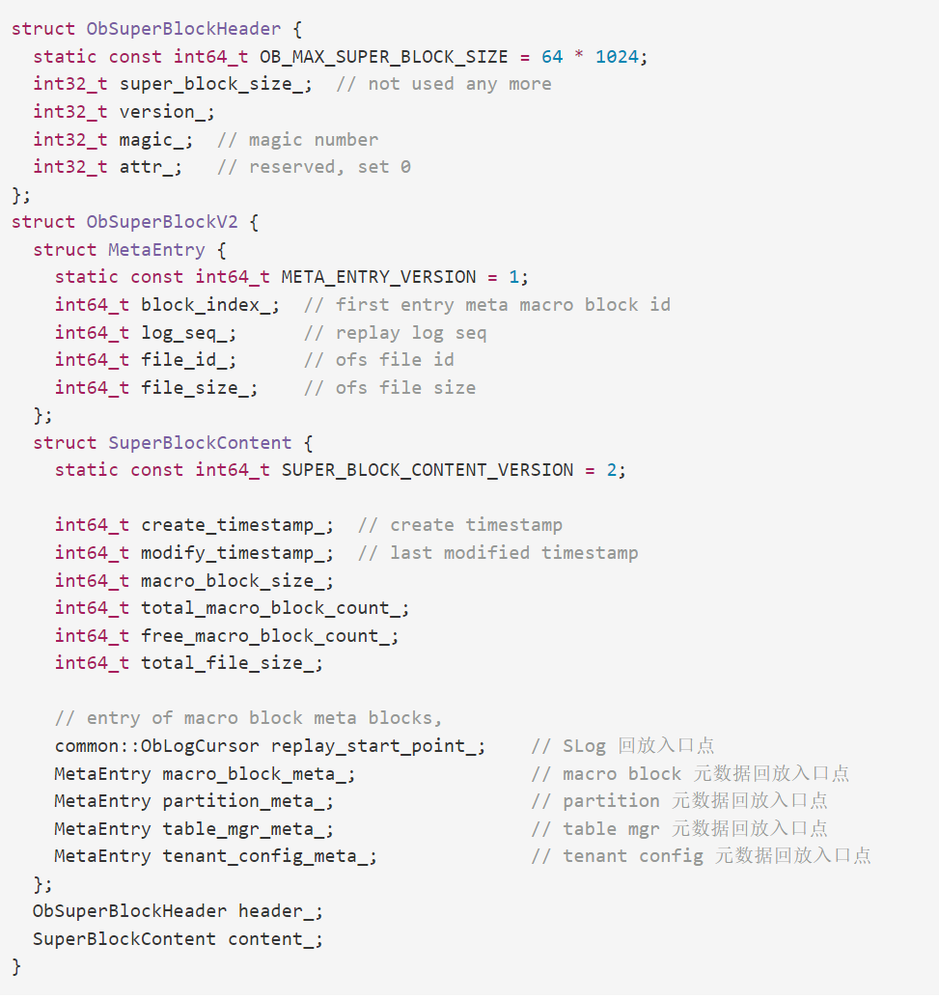 struct ObSuperBlockHeader {
  static const int64_t OB_MAX_SUPER_BLOCK_SIZE = 64 * 1024;
  int32_t super_block_size_;  // not used any more
  int32_t version_;
  int32_t magic_;  // magic number
  int32_t attr_;   // reserved, set 0
};
struct ObSuperBlockV2 {
  struct MetaEntry {
    static const int64_t META_ENTRY_VERSION = 1;
    int64_t block_index_;  // first entry meta macro block id
    int64_t log_seq_;      // replay log seq
    int64_t file_id_;      // ofs file id
    int64_t file_size_;    // ofs file size
  };
  struct SuperBlockContent {
    static const int64_t SUPER_BLOCK_CONTENT_VERSION = 2;

    int64_t create_timestamp_;  // create timestamp
    int64_t modify_timestamp_;  // last modified timestamp
    int64_t macro_block_size_;
    int64_t total_macro_block_count_;
    int64_t free_macro_block_count_;
    int64_t total_file_size_;

    // entry of macro block meta blocks,
    common::ObLogCursor replay_start_point_;    // SLog 回放入口点
    MetaEntry macro_block_meta_;                // macro block 元数据回放入口点
    MetaEntry partition_meta_;                  // partition 元数据回放入口点
    MetaEntry table_mgr_meta_;                  // table mgr 元数据回放入口点
    MetaEntry tenant_config_meta_;              // tenant config 元数据回放入口点
  };
  ObSuperBlockHeader header_;
  SuperBlockContent content_;
}